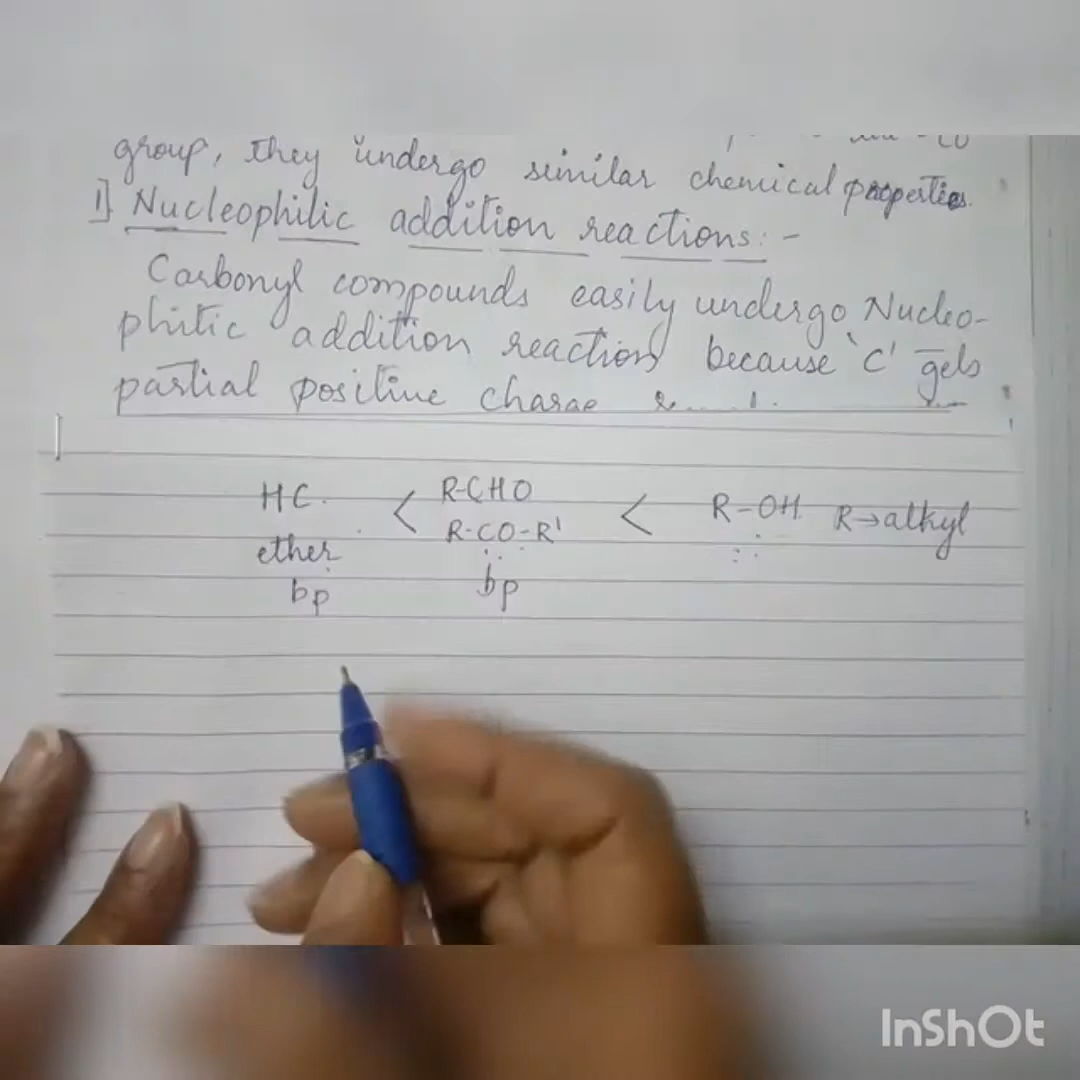 group, they undergo similar chemical properties.
1] Nucleophilic addition reactions:-
Carbonyl compounds easily undergo Nucleo-
philic addition reactions because 'C' gets
partial positive charge
HC. < R-CHO < R-OH R→alkyl
ether R-CO-R'
bp bp
InShOt